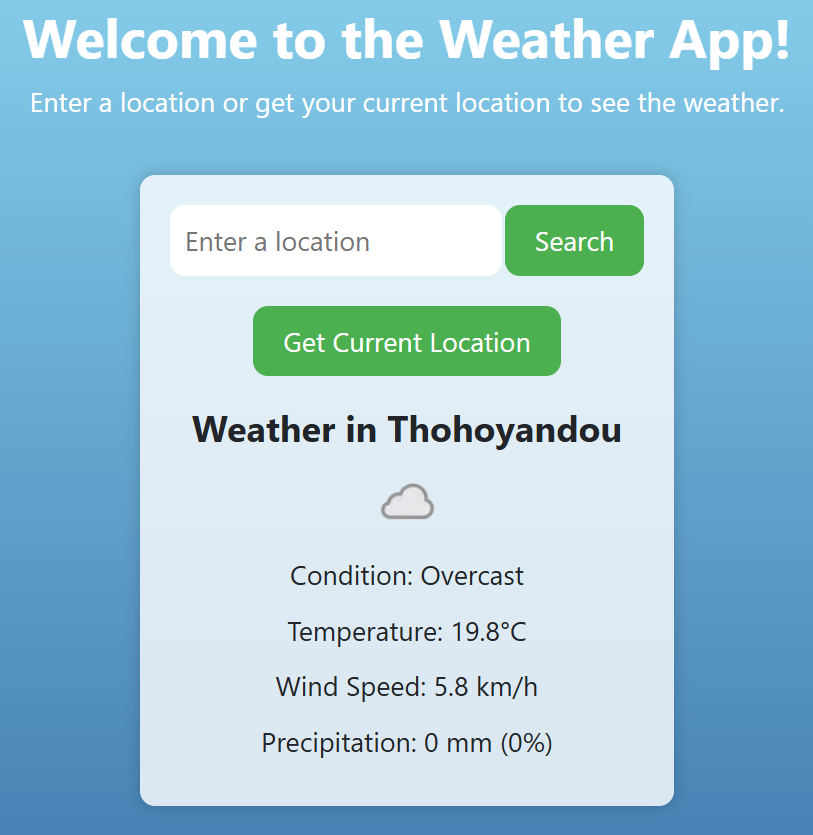 Welcome to the Weather App!
Enter a location or get your current location to see the weather.
Enter a location
Search
Get Current Location
Weather in Thohoyandou
Condition: Overcast
Temperature: 19.8°C
Wind Speed: 5.8 km/h
Precipitation: 0 mm (0%)